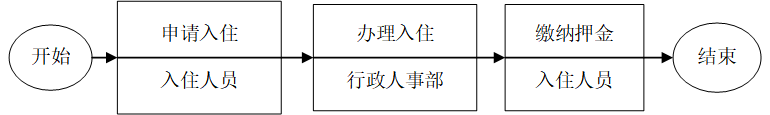 开始
申请入住
入住人员
办理入住
行政人事部
缴纳押金
入住人员
结束